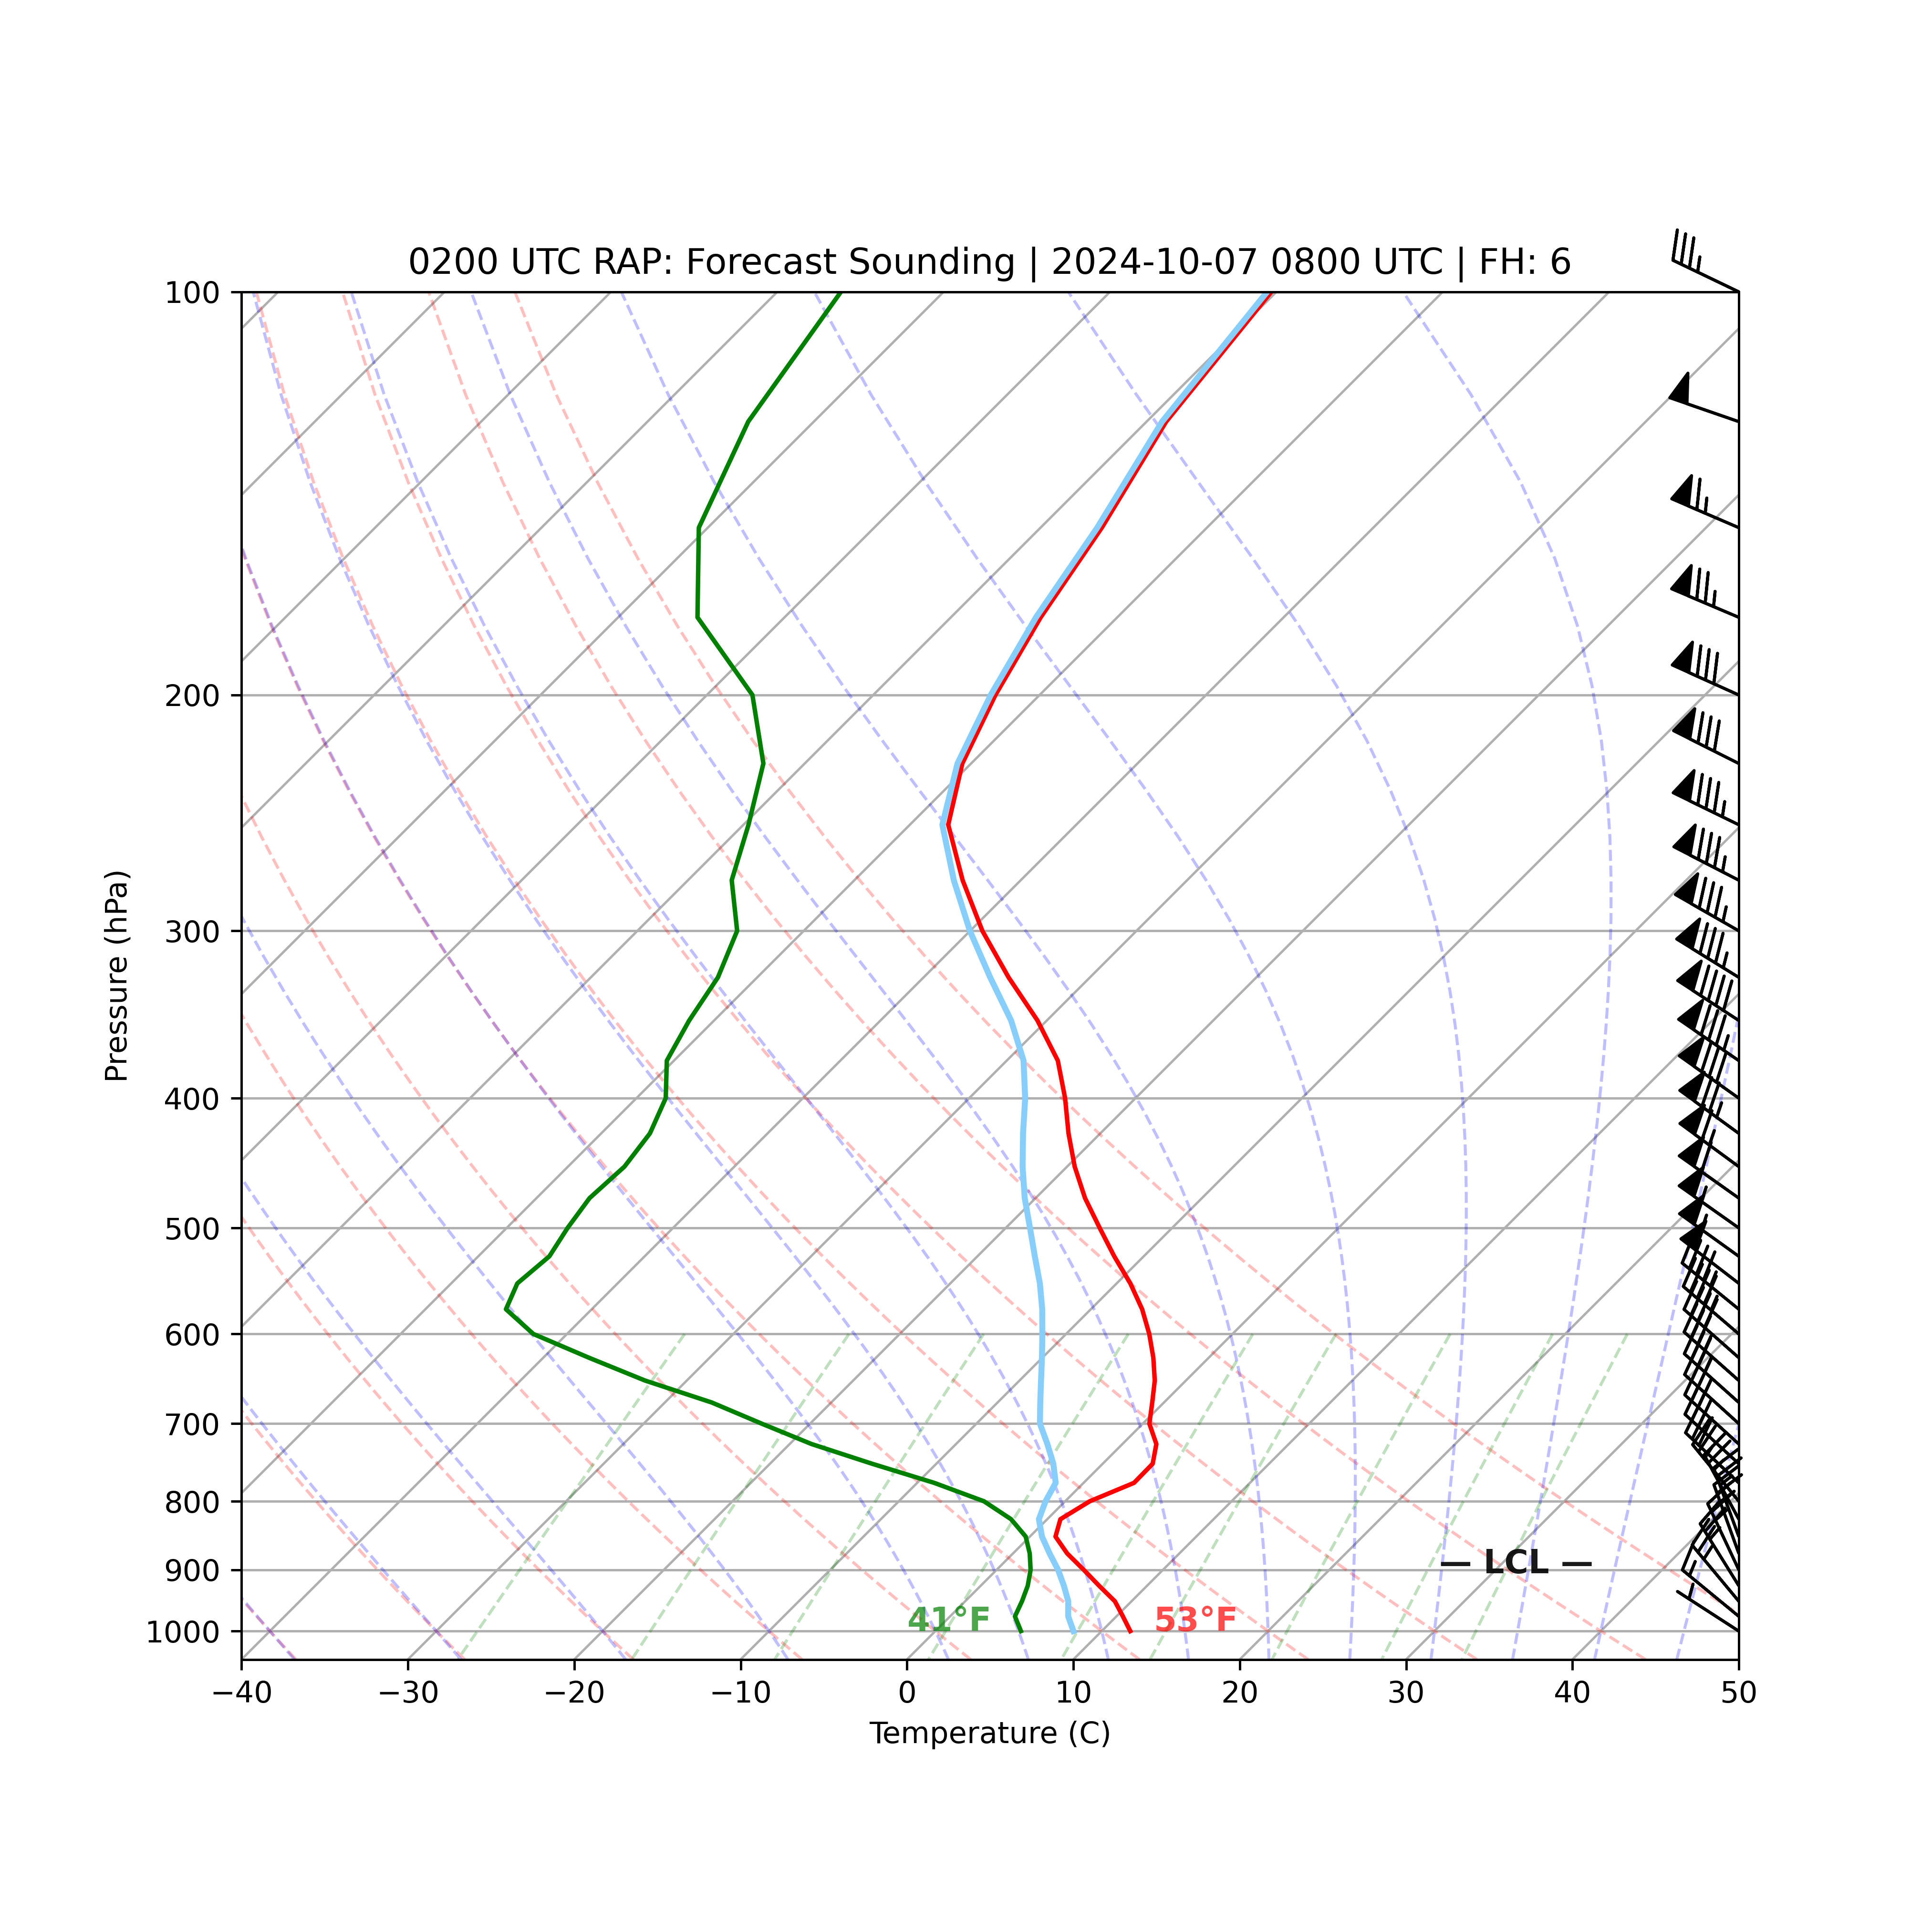 0200 UTC RAP: Forecast Sounding | 2024-10-07 0800 UTC | FH: 6
100
200
300
400
500
600
700
800
900
1000
Pressure (hPa)
— LCL —
41°F
53°F
−40 −30 −20 −10 0 10 20 30 40 50
Temperature (C)